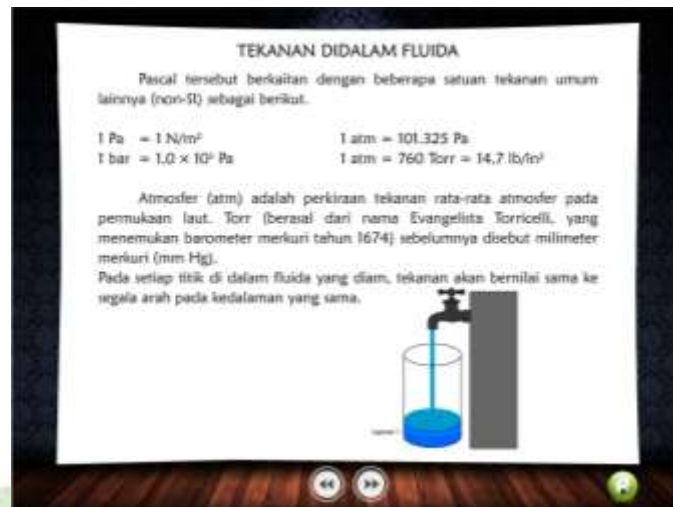 TEKANAN DIDALAM FLUIDA
Pascal tersebut berkaitan dengan beberapa satuan tekanan umum
lainnya (non-SI) sebagai berikut.
1 Pa = 1 N/m²
1 atm = 101.325 Pa
1 bar = 1,0 × 10⁵ Pa
1 atm = 760 Torr = 14,7 lb/in²
Atmosfer (atm) adalah perkiraan tekanan rata-rata atmosfer pada
permukaan laut. Torr (berasal dari nama Evangelista Torricelli, yang
menemukan barometer merkuri tahun 1674) sebelumnya disebut milimeter
merkuri (mm Hg).
Pada setiap titik di dalam fluida yang diam, tekanan akan bernilai sama ke
segala arah pada kedalaman yang sama.